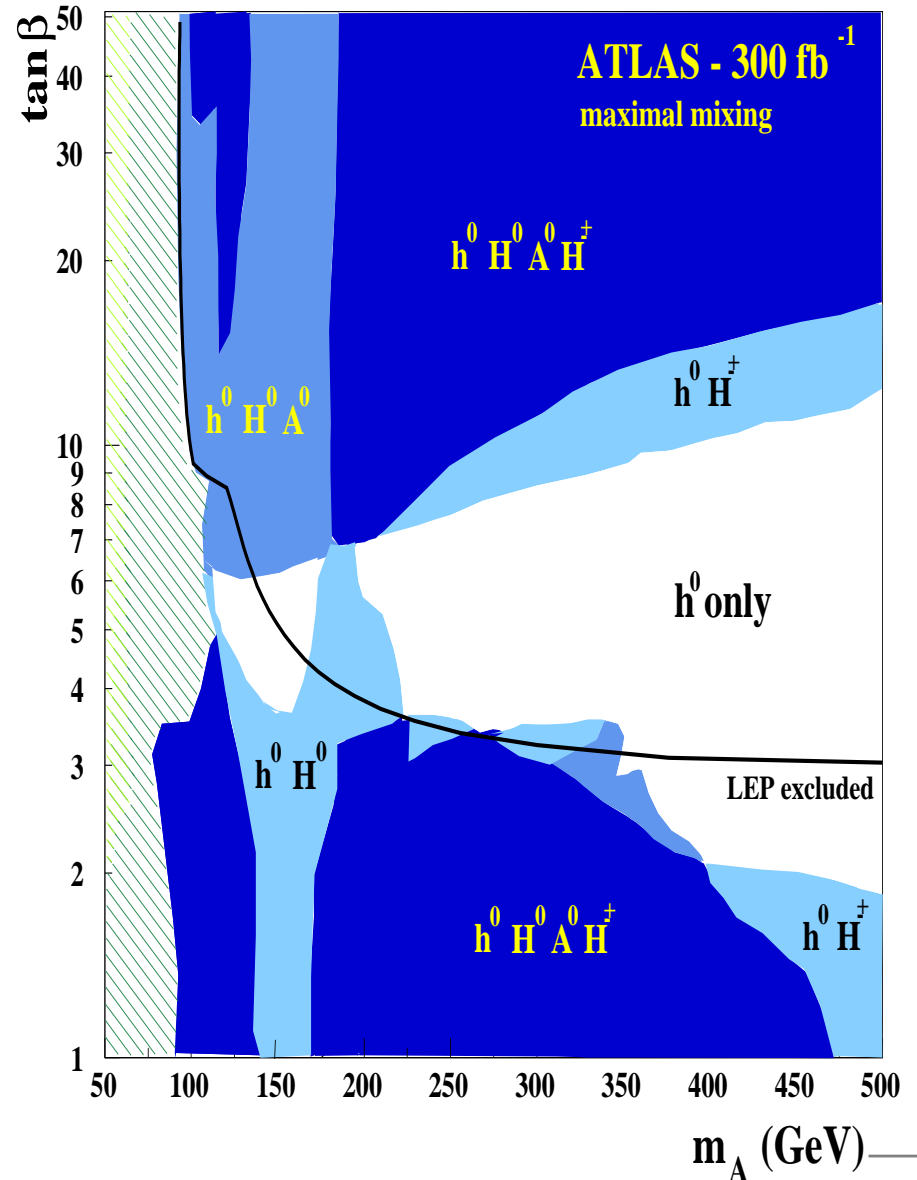 tan β
50
40
30
20
10
9
8
7
6
5
4
3
2
1
ATLAS - 300 fb⁻¹
maximal mixing
h⁰ H⁰ A⁰ H±
h⁰ H±
h⁰ H⁰ A⁰
h⁰ only
h⁰ H⁰
LEP excluded
h⁰ H⁰ A⁰ H±
h⁰ H±
50 100 150 200 250 300 350 400 450 500
m_A (GeV)